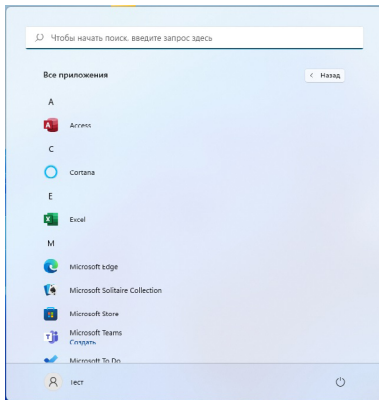 Чтобы начать поиск, введите запрос здесь
Все приложения
< Назад
A
Access
C
Cortana
E
Excel
M
Microsoft Edge
Microsoft Solitaire Collection
Microsoft Store
Microsoft Teams
Создать
Microsoft To Do
Тест